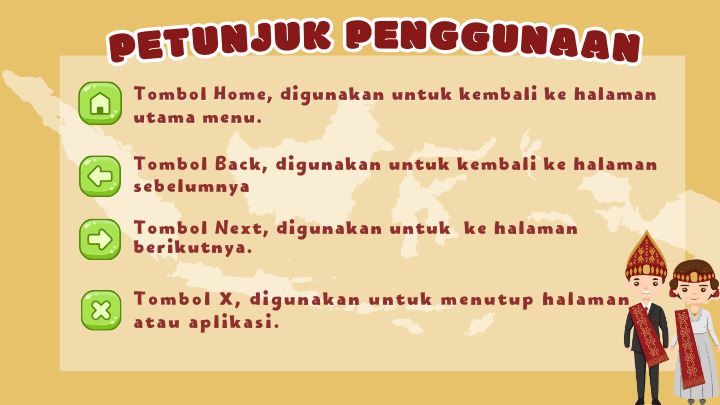 PETUNJUK PENGGUNAAN
Tombol Home, digunakan untuk kembali ke halaman
utama menu.
Tombol Back, digunakan untuk kembali ke halaman
sebelumnya
Tombol Next, digunakan untuk ke halaman
berikutnya.
Tombol X, digunakan untuk menutup halaman
atau aplikasi.